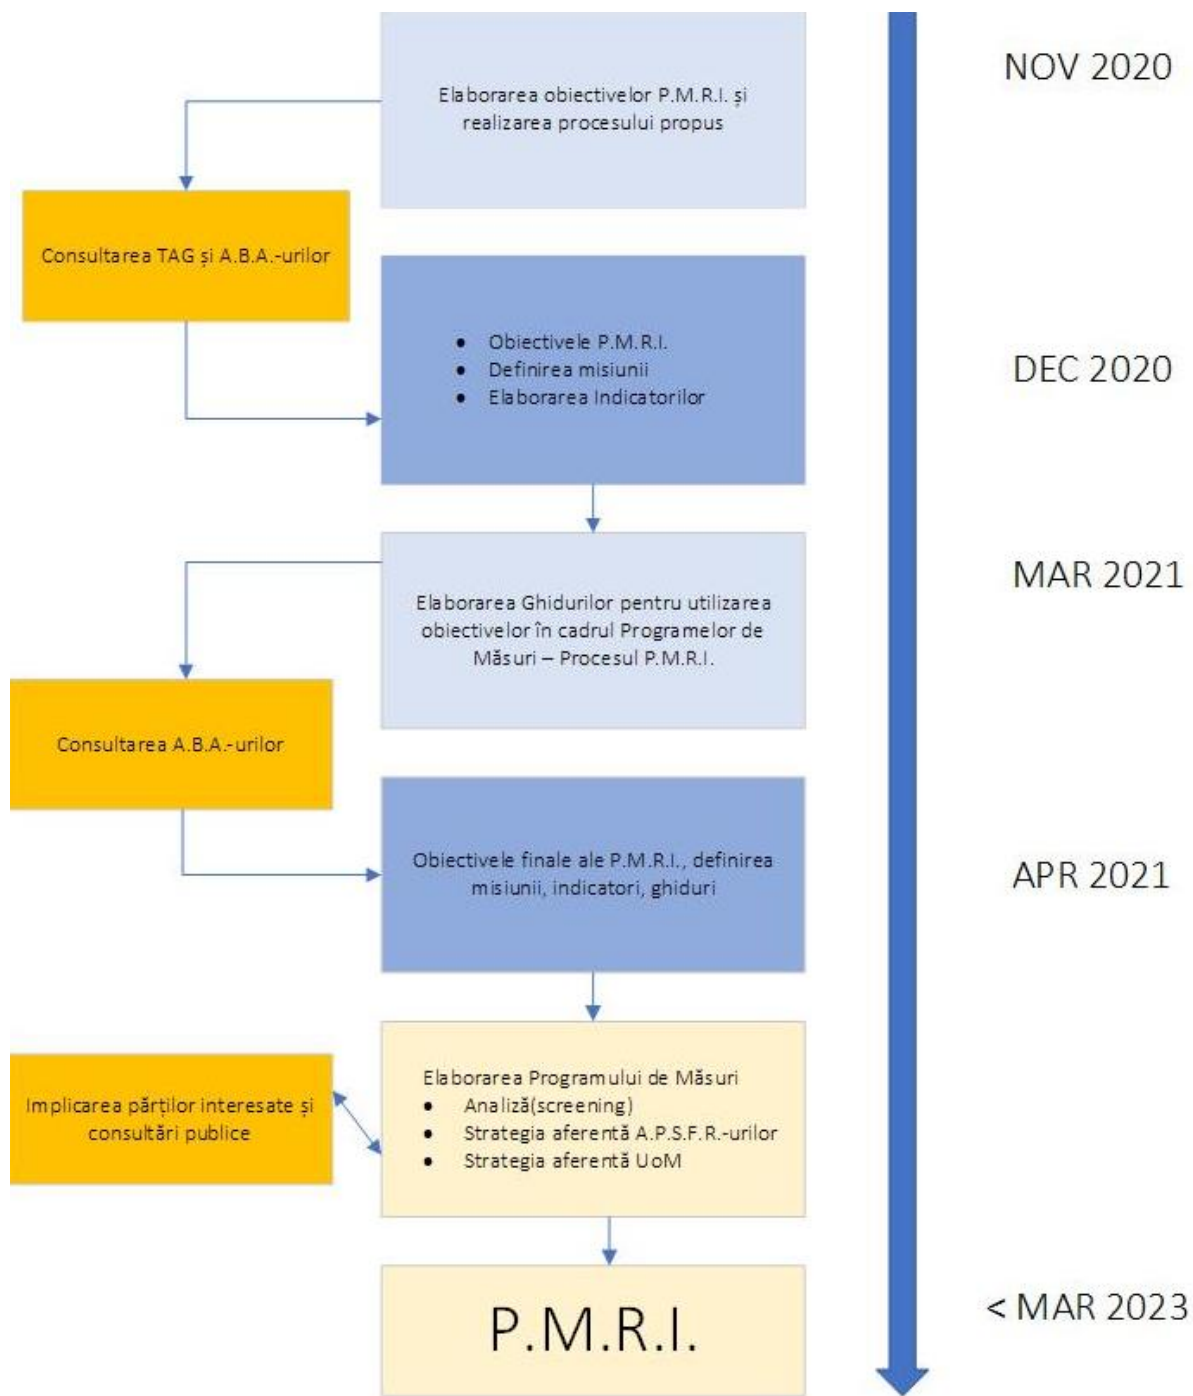 NOV 2020
Elaborarea obiectivelor P.M.R.I. și
realizarea procesului propus
Consultarea TAG și A.B.A.-urilor
DEC 2020
• Obiectivele P.M.R.I.
• Definirea misiunii
• Elaborarea Indicatorilor
MAR 2021
Elaborarea Ghidurilor pentru utilizarea
obiectivelor în cadrul Programelor de
Măsuri – Procesul P.M.R.I.
Consultarea A.B.A.-urilor
APR 2021
Obiectivele finale ale P.M.R.I., definirea
misiunii, indicatori, ghiduri
Elaborarea Programului de Măsuri
• Analiză(screening)
• Strategia aferentă A.P.S.F.R.-urilor
• Strategia aferentă UoM
Implicarea părților interesate și
consultări publice
< MAR 2023
P.M.R.I.